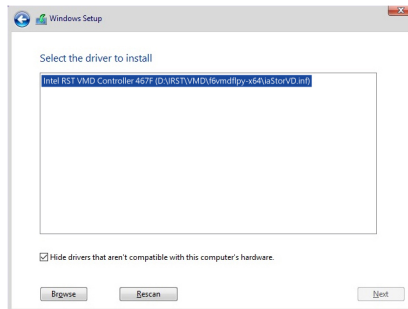 Windows Setup
Select the driver to install
Intel RST VMD Controller 467F (D:\IRST\VMD\f6vmdflpy-x64\iaStorVD.inf)
Hide drivers that aren't compatible with this computer's hardware.
Browse
Rescan
Next